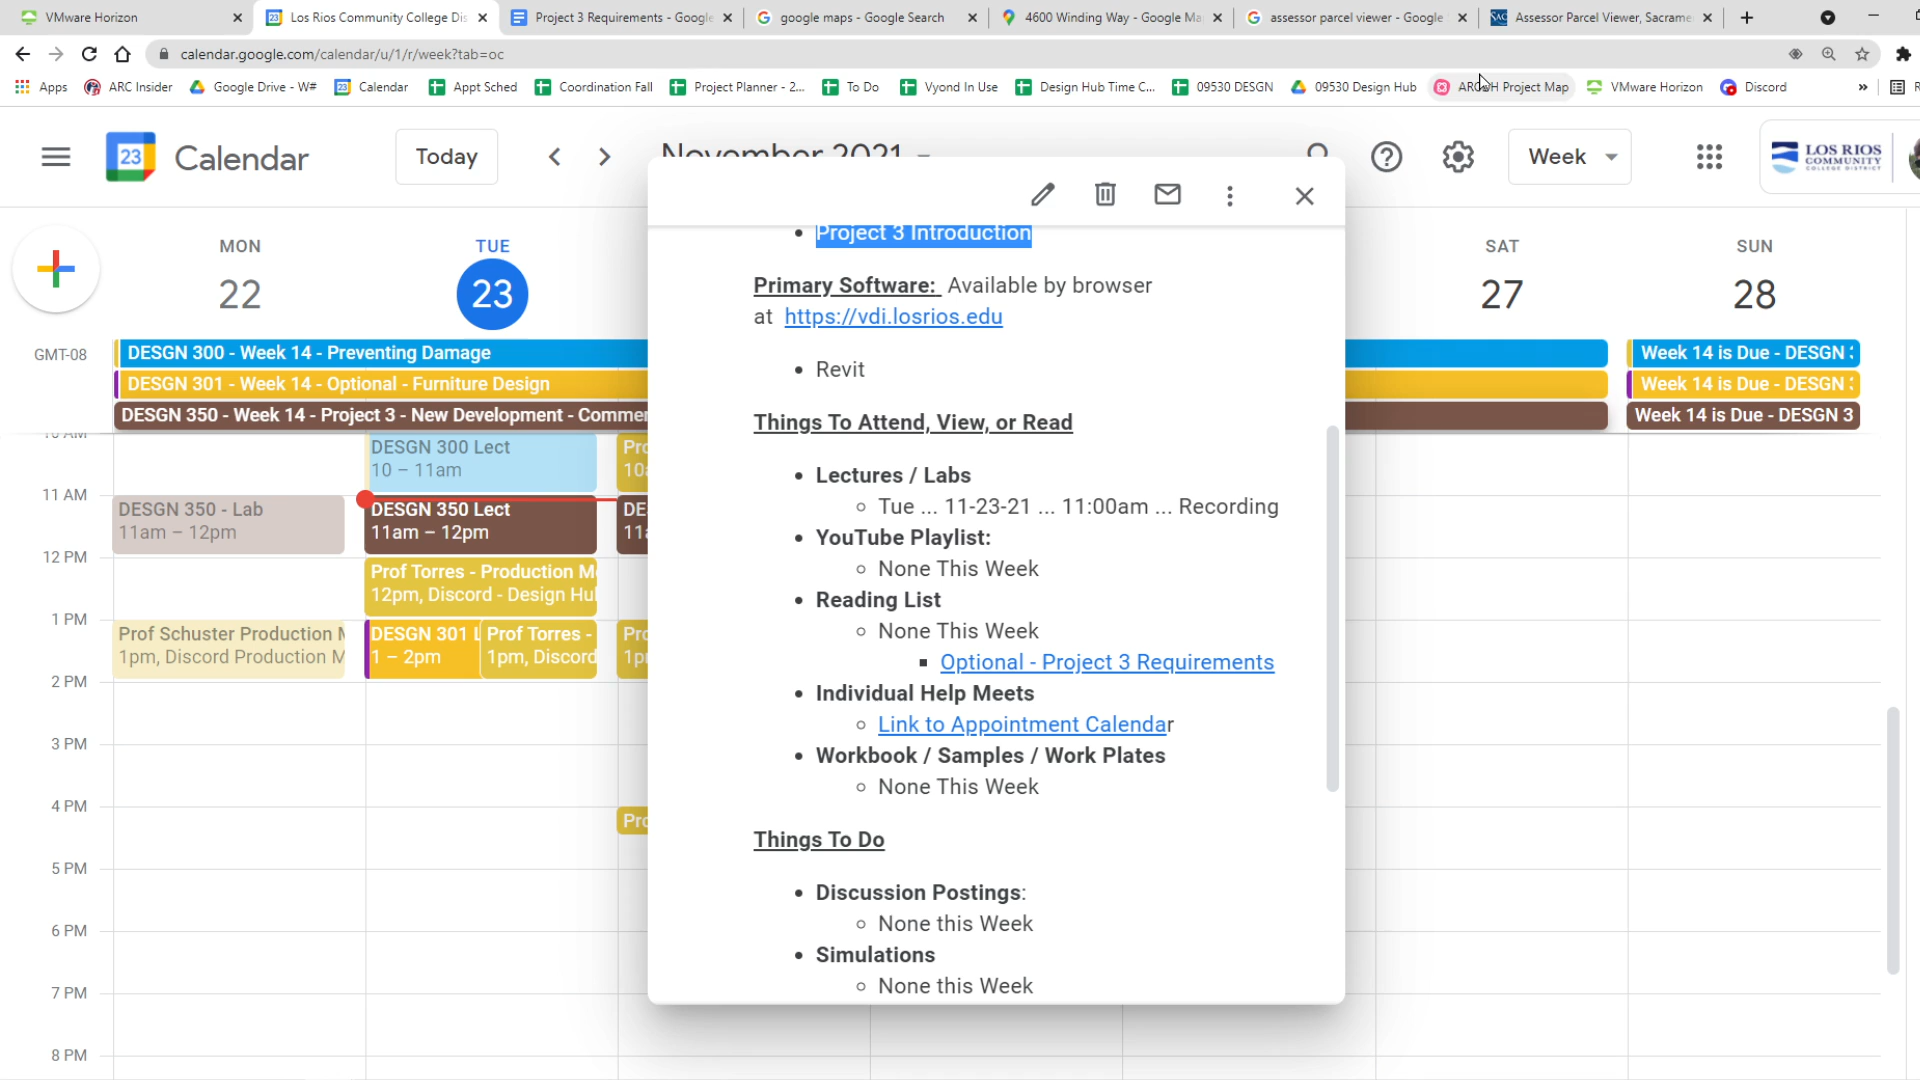 VMware Horizon
Los Rios Community College Dis
Project 3 Requirements - Google
google maps - Google Search
4600 Winding Way - Google Ma
assessor parcel viewer - Google
Assessor Parcel Viewer, Sacrame
calendar.google.com/calendar/u/1/r/week?tab=oc
Apps
ARC Insider
Google Drive - W#
Calendar
Appt Sched
Coordination Fall
Project Planner - 2...
To Do
Vyond In Use
Design Hub Time C...
09530 DESGN
09530 Design Hub
VMware Horizon
Discord
23 Calendar
Today
November 2021
Week
LOS RIOS
COMMUNITY
COLLEGE DISTRICT
MON
22
TUE
23
SAT
27
SUN
28
GMT-08
DESGN 300 - Week 14 - Preventing Damage
DESGN 301 - Week 14 - Optional - Furniture Design
DESGN 350 - Week 14 - Project 3 - New Development - Commer
Week 14 is Due - DESGN
Week 14 is Due - DESGN
Week 14 is Due - DESGN 3
10 AM
11 AM
12 PM
1 PM
2 PM
3 PM
4 PM
5 PM
6 PM
7 PM
8 PM
DESGN 350 - Lab
11am – 12pm
Prof Schuster Production M
1pm, Discord Production M
DESGN 300 Lect
10 – 11am
DESGN 350 Lect
11am – 12pm
Prof Torres - Production M
12pm, Discord - Design Hu
DESGN 301 L
1 – 2pm
Prof Torres -
1pm, Discord
Pro
10a
DE
11a
Pro
1p
Pro
• Project 3 Introduction
Primary Software: Available by browser
at https://vdi.losrios.edu
• Revit
Things To Attend, View, or Read
• Lectures / Labs
○ Tue ... 11-23-21 ... 11:00am ... Recording
• YouTube Playlist:
○ None This Week
• Reading List
○ None This Week
▪ Optional - Project 3 Requirements
• Individual Help Meets
○ Link to Appointment Calendar
• Workbook / Samples / Work Plates
○ None This Week
Things To Do
• Discussion Postings:
○ None this Week
• Simulations
○ None this Week